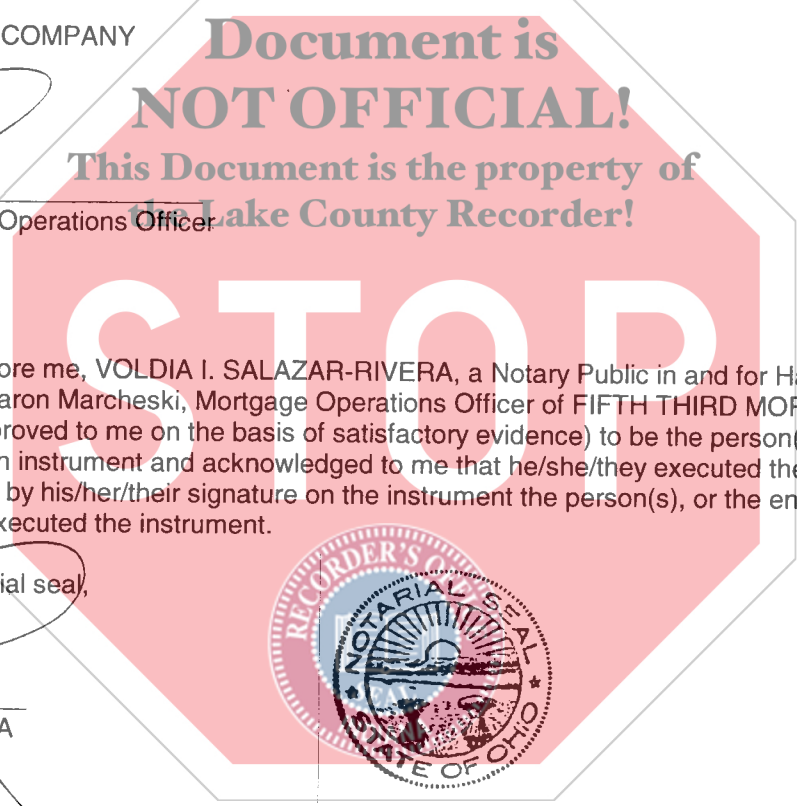 COMPANY
Document is
NOT OFFICIAL!
This Document is the property of
the Lake County Recorder!
Operations Officer
STOP
ore me, VOLDIA I. SALAZAR-RIVERA, a Notary Public in and for Ha
aron Marcheski, Mortgage Operations Officer of FIFTH THIRD MOR
proved to me on the basis of satisfactory evidence) to be the person(
n instrument and acknowledged to me that he/she/they executed the
by his/her/their signature on the instrument the person(s), or the en
xecuted the instrument.
ial seal,
RECORDER'S
SEAL
NOTARIAL SEAL
STATE OF OHIO
A